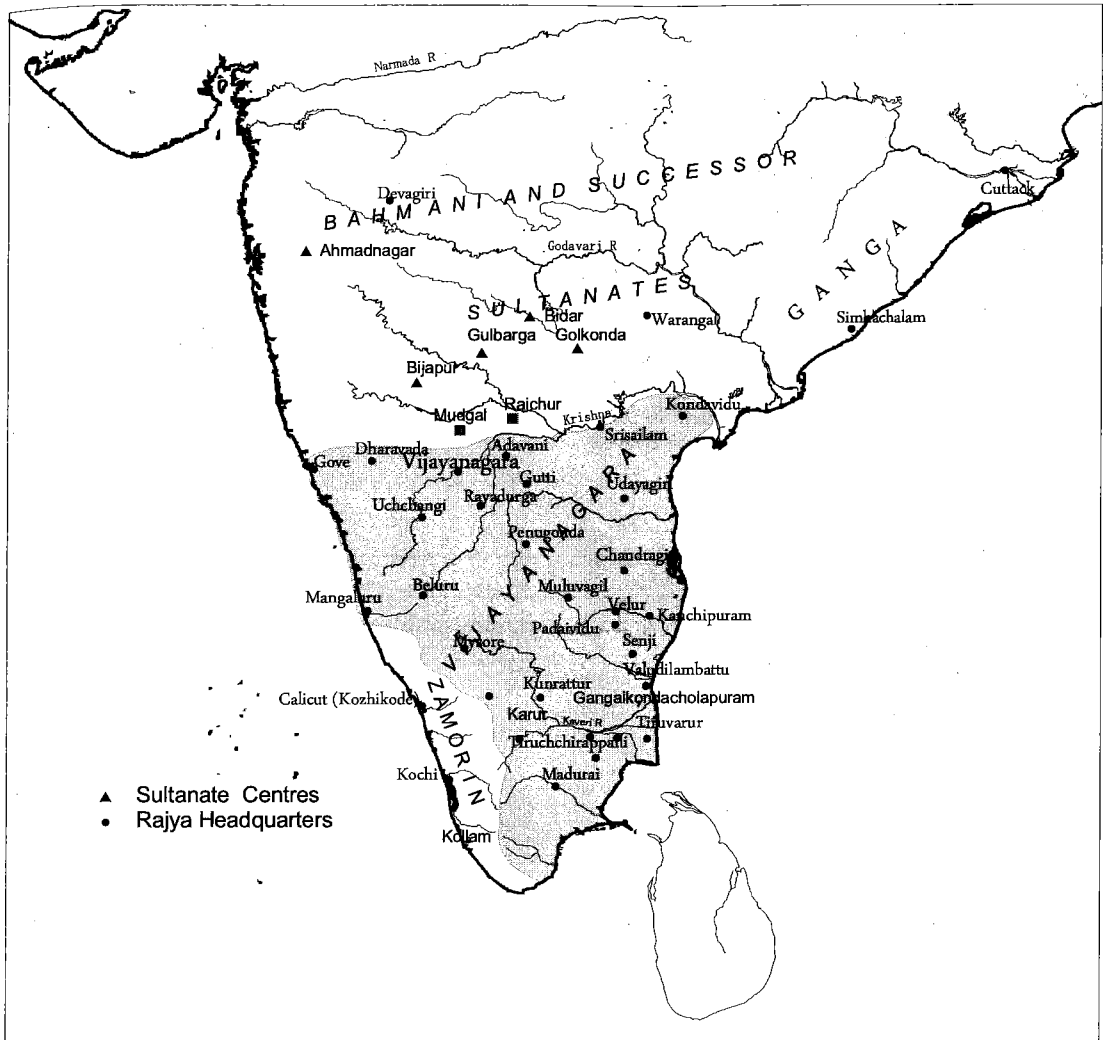 Narmada R
BAHMANI AND SUCCESSOR
Devagiri
Cuttack
Ahmadnagar
Godavari R
GANGA
SULTANATES
Bidar
Warangal
Simhachalam
Gulbarga
Golkonda
Bijapur
Mudgal
Raichur
Krishna
Kondavidu
Srisailam
Dharavada
Adavani
Gove
Vijayanagara
Gutti
Udayagiri
Uchchangi
Rayadurga
VIJAYANAGARA
Penugonda
Chandragi
Mangaluru
Beluru
Muluvagil
Velur
Kanchipuram
Padaividu
Mysore
Senji
Valudilambattu
Calicut (Kozhikode)
ZAMORIN
Kunrattur
Gangaikondacholapuram
Karur
Kaveri R
Tiruvarur
Tiruchchirappalli
Kochi
Madurai
Kollam
Sultanate Centres
Rajya Headquarters